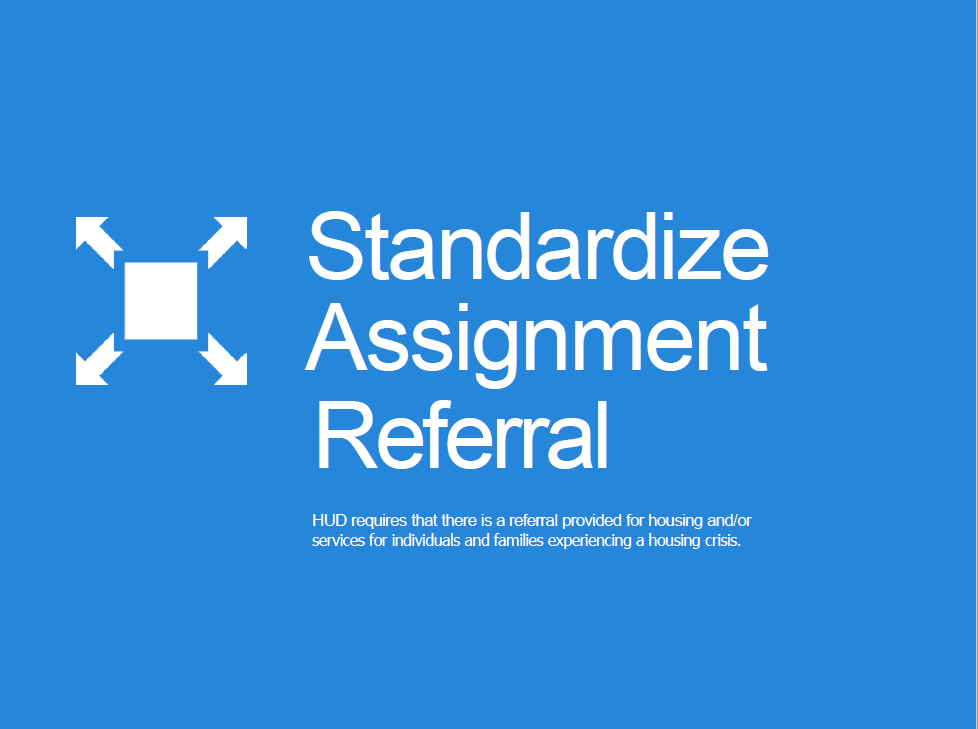 Standardize
Assignment
Referral
HUD requires that there is a referral provided for housing and/or
services for individuals and families experiencing a housing crisis.